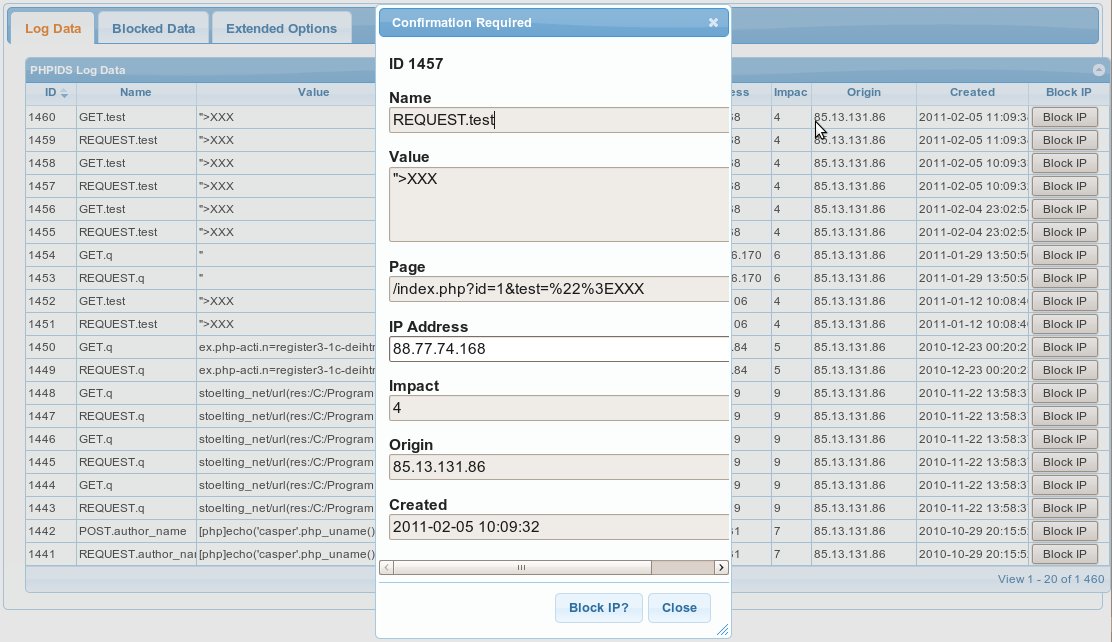 Log Data Blocked Data Extended Options
Confirmation Required
PHPIDS Log Data
ID Name Value Impac Origin Created Block IP
1460 GET.test ">XXX 4 85.13.131.86 2011-02-05 11:09:3 Block IP
1459 REQUEST.test ">XXX 4 85.13.131.86 2011-02-05 11:09:3 Block IP
1458 GET.test ">XXX 4 85.13.131.86 2011-02-05 10:09:3 Block IP
1457 REQUEST.test ">XXX 4 85.13.131.86 2011-02-05 10:09:3 Block IP
1456 GET.test ">XXX 4 85.13.131.86 2011-02-04 23:02:5 Block IP
1455 REQUEST.test ">XXX 4 85.13.131.86 2011-02-04 23:02:5 Block IP
1454 GET.q " 6.170 6 85.13.131.86 2011-01-29 13:50:5 Block IP
1453 REQUEST.q " 6.170 6 85.13.131.86 2011-01-29 13:50:5 Block IP
1452 GET.test ">XXX 06 4 85.13.131.86 2011-01-12 10:08:4 Block IP
1451 REQUEST.test ">XXX 06 4 85.13.131.86 2011-01-12 10:08:4 Block IP
1450 GET.q ex.php-acti.n=register3-1c-deihtr .84 5 85.13.131.86 2010-12-23 00:20:2 Block IP
1449 REQUEST.q ex.php-acti.n=register3-1c-deihtr .84 5 85.13.131.86 2010-12-23 00:20:2 Block IP
1448 GET.q stoelting_net/url(res:/C:/Program 9 9 85.13.131.86 2010-11-22 13:58:3 Block IP
1447 REQUEST.q stoelting_net/url(res:/C:/Program 9 9 85.13.131.86 2010-11-22 13:58:3 Block IP
1446 GET.q stoelting_net/url(res:/C:/Program 9 9 85.13.131.86 2010-11-22 13:58:3 Block IP
1445 REQUEST.q stoelting_net/url(res:/C:/Program 9 9 85.13.131.86 2010-11-22 13:58:3 Block IP
1444 GET.q stoelting_net/url(res:/C:/Program 9 9 85.13.131.86 2010-11-22 13:58:3 Block IP
1443 REQUEST.q stoelting_net/url(res:/C:/Program 9 9 85.13.131.86 2010-11-22 13:58:3 Block IP
1442 POST.author_name [php]echo('casper'.php_uname() 7 85.13.131.86 2010-10-29 20:15:5 Block IP
1441 REQUEST.author_nar [php]echo('casper'.php_uname() 7 85.13.131.86 2010-10-29 20:15:5 Block IP
View 1 - 20 of 1 460
ID 1457
Name
REQUEST.test
Value
">XXX
Page
/index.php?id=1&test=%22%3EXXX
IP Address
88.77.74.168
Impact
4
Origin
85.13.131.86
Created
2011-02-05 10:09:32
Block IP? Close